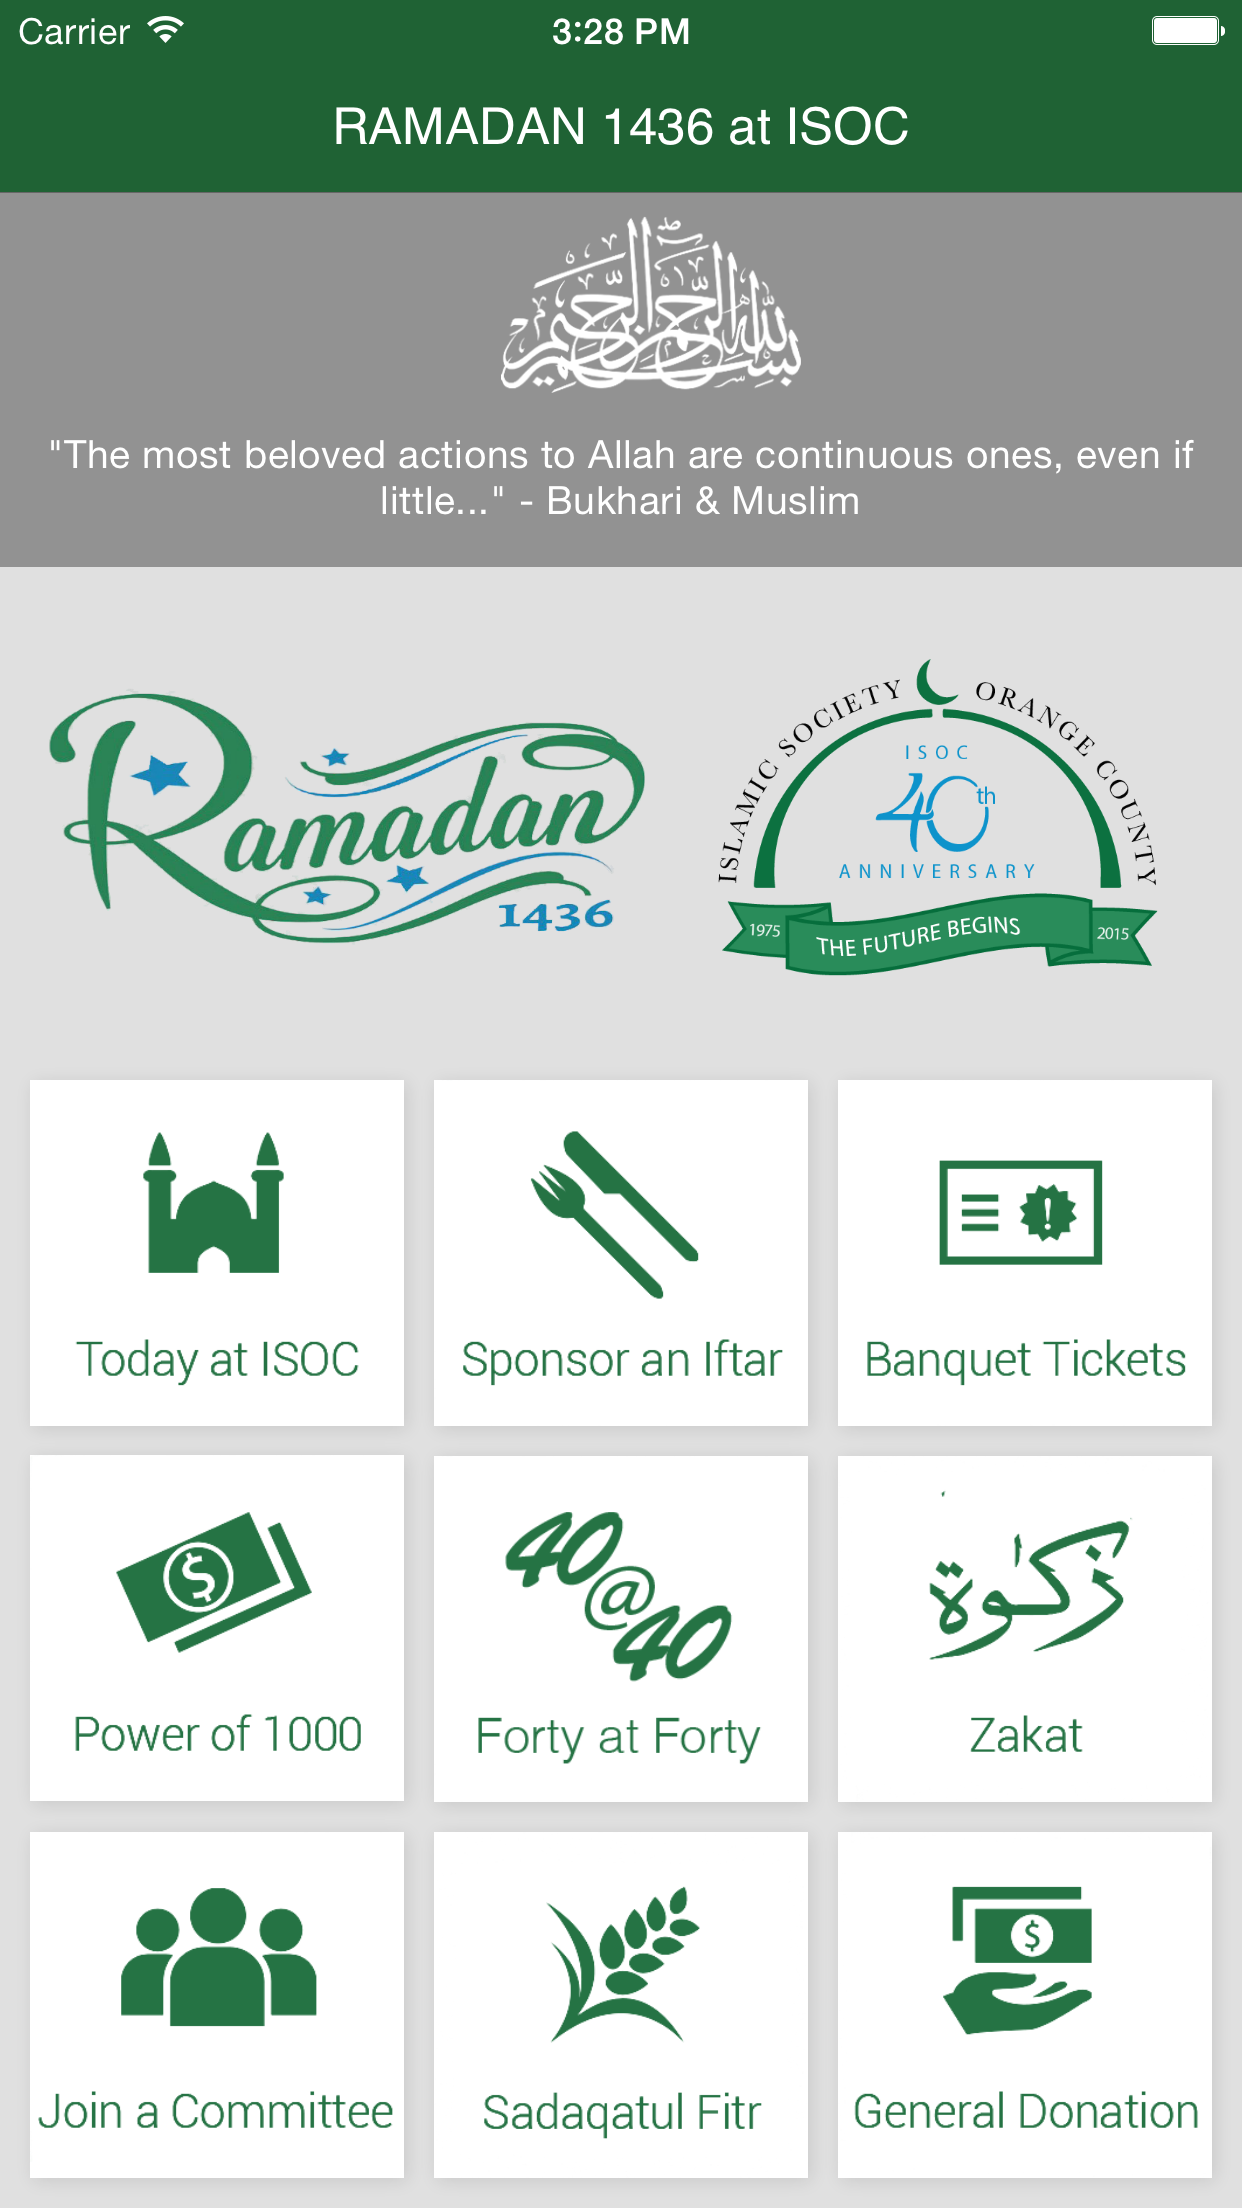 Carrier 3:28 PM
RAMADAN 1436 at ISOC
بسم الله الرحمن الرحيم
"The most beloved actions to Allah are continuous ones, even if
little..." - Bukhari & Muslim
Ramadan
1436
ISLAMIC SOCIETY ORANGE COUNTY
ISOC
40th
ANNIVERSARY
1975 THE FUTURE BEGINS 2015
Today at ISOC
Sponsor an Iftar
Banquet Tickets
40@40
زكوٰة
Power of 1000
Forty at Forty
Zakat
Join a Committee
Sadaqatul Fitr
General Donation